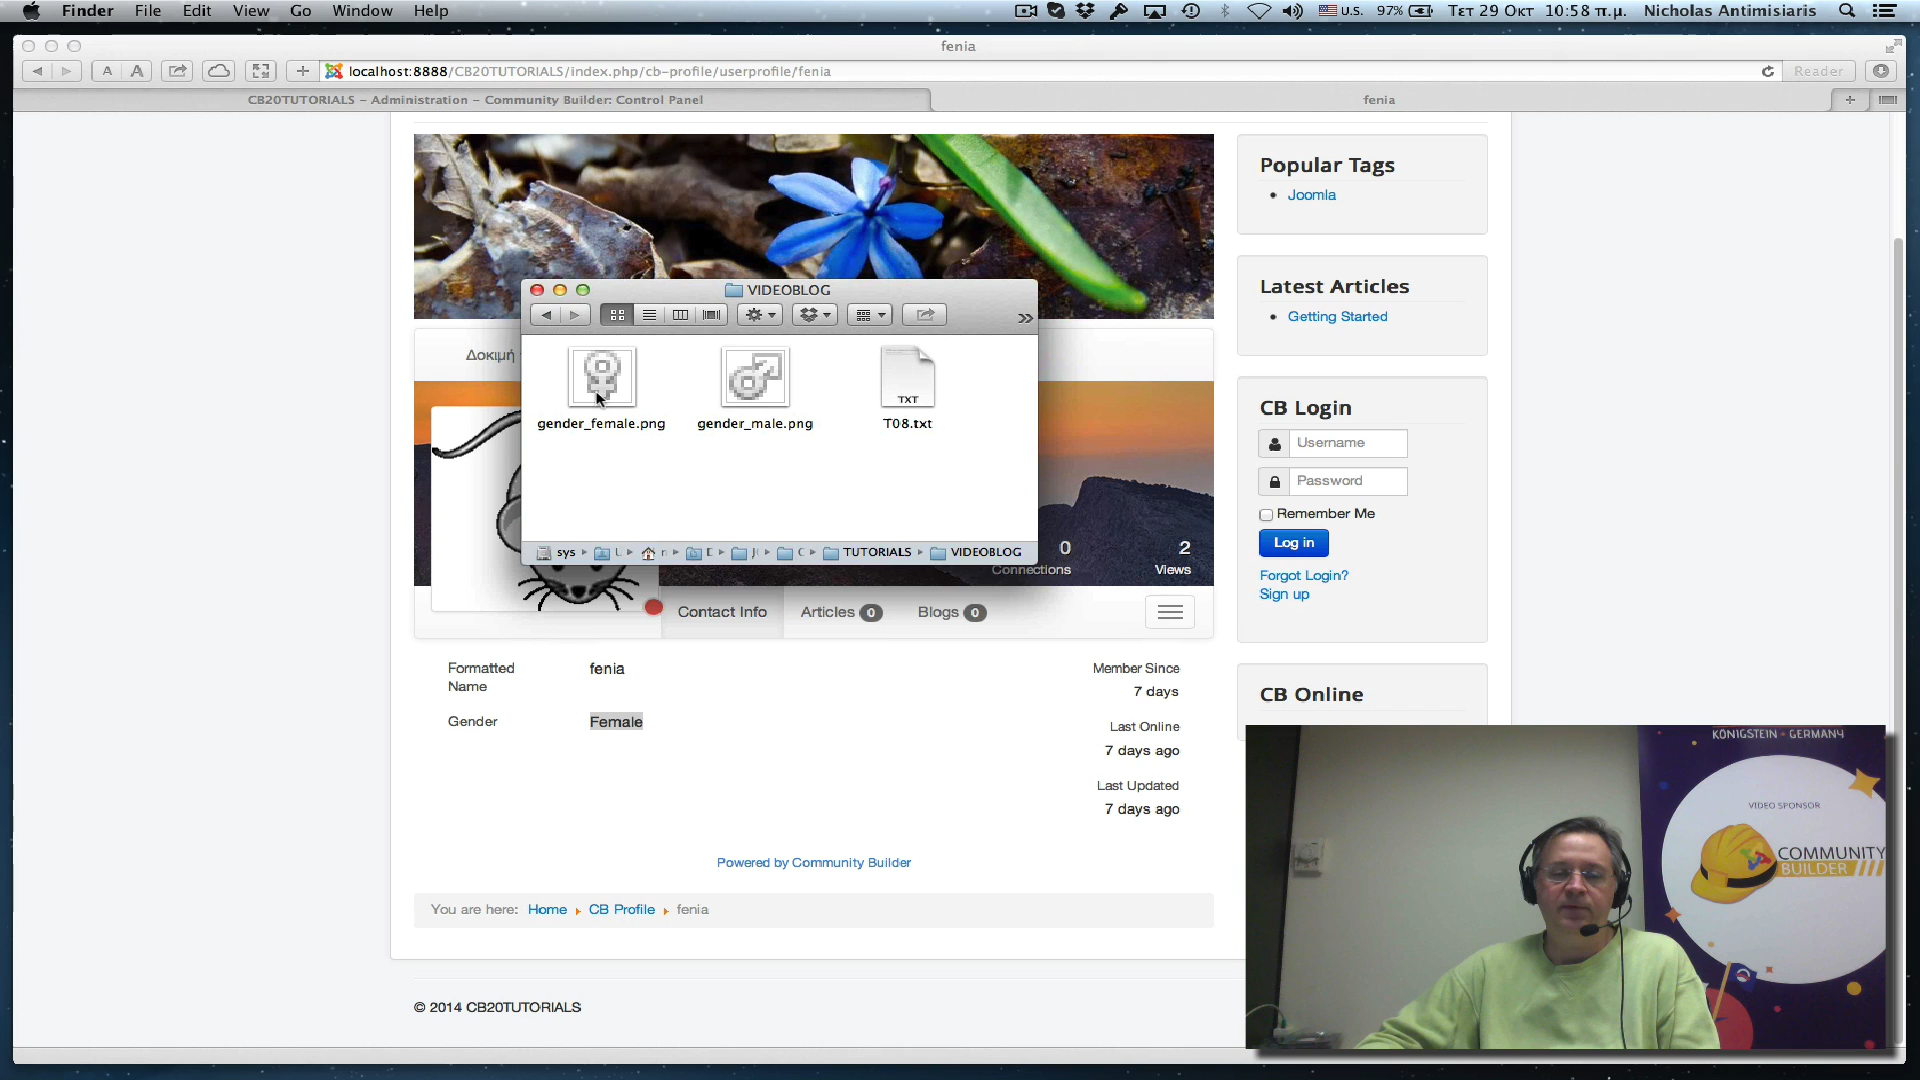 Finder File Edit View Go Window Help U.S. 97% Τετ 29 Οκτ 10:58 π.μ. Nicholas Antimisiaris
fenia
A A localhost:8888/CB20TUTORIALS/index.php/cb-profile/userprofile/fenia Reader
CB20TUTORIALS – Administration – Community Builder: Control Panel fenia
Popular Tags
Joomla
Latest Articles
Getting Started
VIDEOBLOG
Δοκιμή
TXT
gender_female.png gender_male.png T08.txt
sys TUTORIALS VIDEOBLOG
0 2
Connections Views
Contact Info Articles 0 Blogs 0
CB Login
Username
Password
Remember Me
Log in
Forgot Login?
Sign up
CB Online
Formatted Name fenia
Gender Female
Member Since
7 days
Last Online
7 days ago
Last Updated
7 days ago
Powered by Community Builder
You are here: Home CB Profile fenia
© 2014 CB20TUTORIALS
KÖNIGSTEIN • GERMANY
VIDEO SPONSOR
COMMUNITY
BUILDER